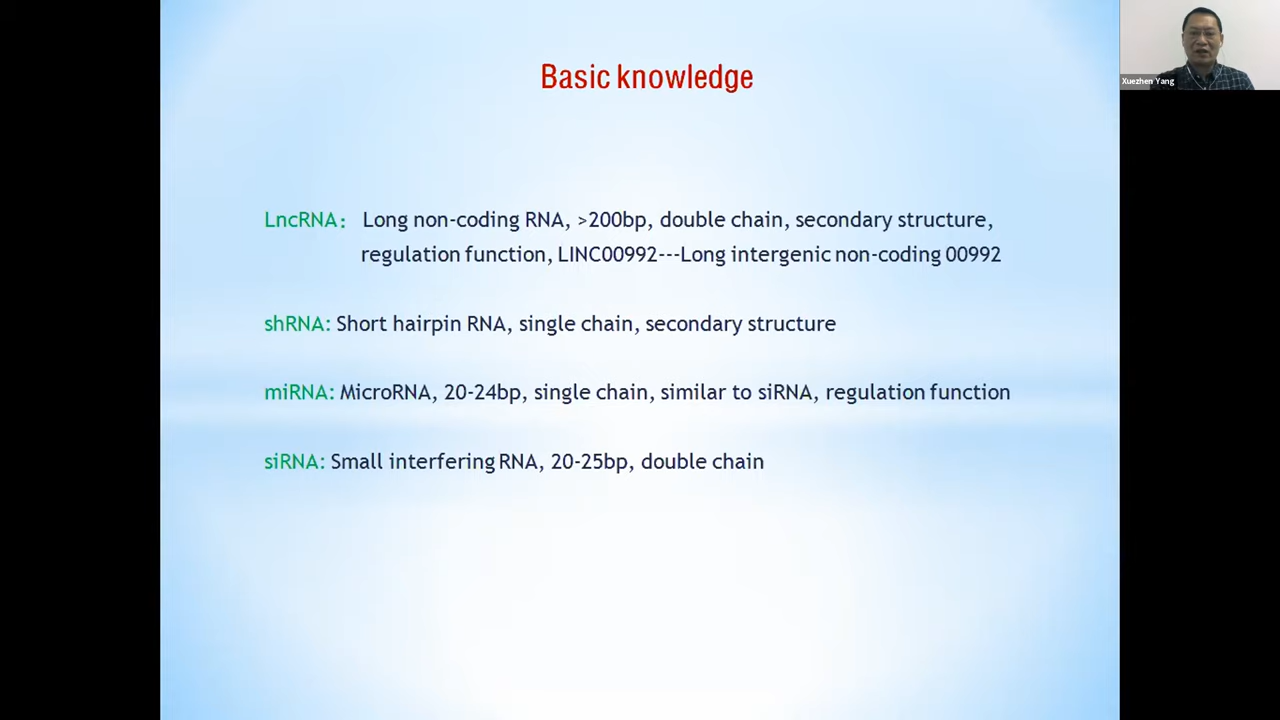 Basic knowledge
Xuezhen Yang
LncRNA: Long non-coding RNA, >200bp, double chain, secondary structure,
regulation function, LINC00992---Long intergenic non-coding 00992
shRNA: Short hairpin RNA, single chain, secondary structure
miRNA: MicroRNA, 20-24bp, single chain, similar to siRNA, regulation function
siRNA: Small interfering RNA, 20-25bp, double chain